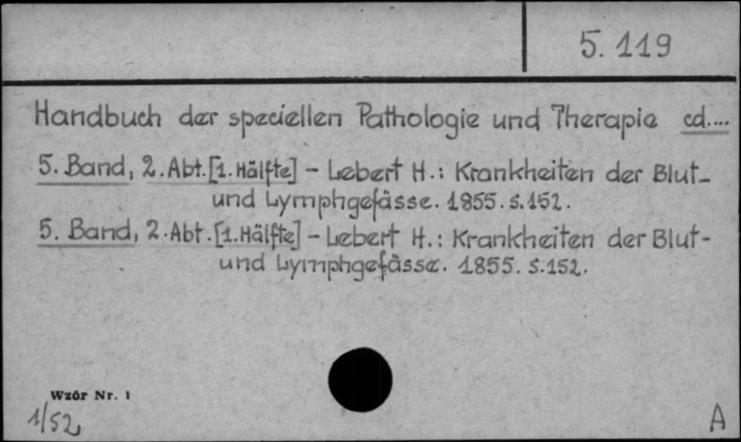 5. 119
Handbuch der speciellen Pathologie und Therapie cd....
5. Band, 2. Abt. [1. Hälfte] – Lebert H.: Krankheiten der Blut-
und Lymphgefässe. 1855. S. 152.
5. Band, 2. Abt. [1. Hälfte] – Lebert H.: Krankheiten der Blut-
und Lymphgefässe. 1855. S. 152.
Wzór Nr. 1
1/52
A